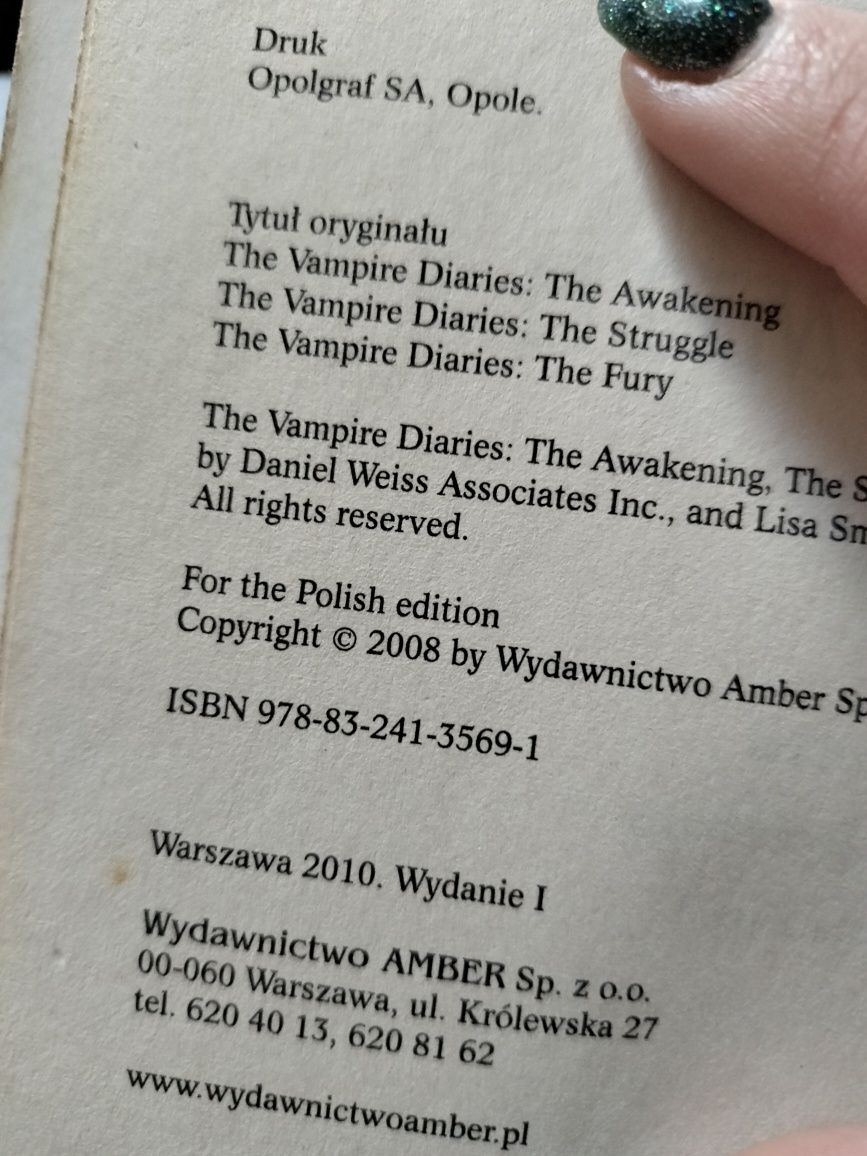 Druk
Opolgraf SA, Opole.
Tytuł oryginału
The Vampire Diaries: The Awakening
The Vampire Diaries: The Struggle
The Vampire Diaries: The Fury
The Vampire Diaries: The Awakening, The
by Daniel Weiss Associates Inc., and Lisa
All rights reserved.
For the Polish edition
Copyright © 2008 by Wydawnictwo Amber
ISBN 978-83-241-3569-1
Warszawa 2010. Wydanie I
Wydawnictwo AMBER Sp. z o.o.
00-060 Warszawa, ul. Królewska 27
tel. 620 40 13, 620 81 62
www.wydawnictwoamber.pl